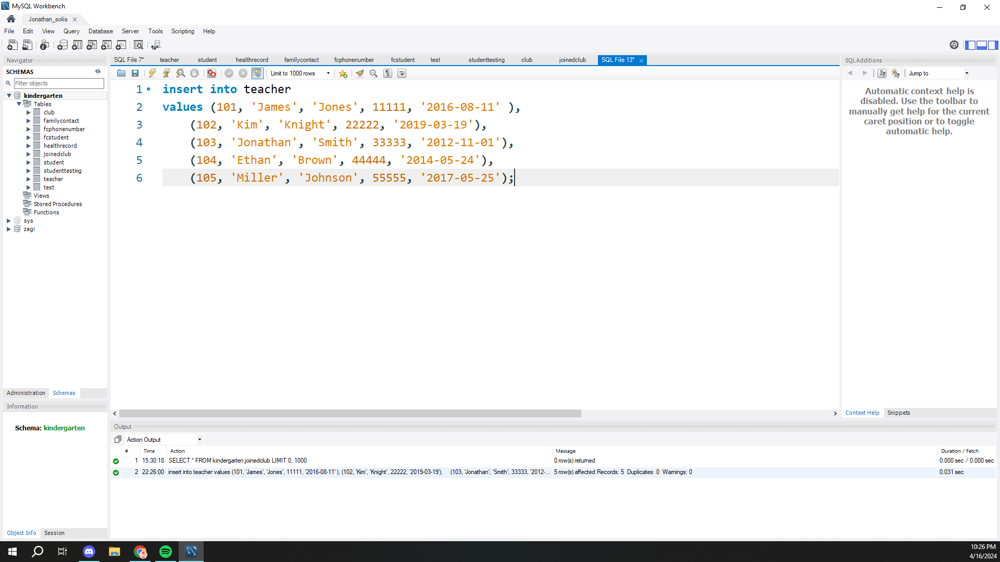 MySQL Workbench
Jonathan_solis
File Edit View Query Database Server Tools Scripting Help
Navigator
SCHEMAS
Filter objects
kindergarten
Tables
club
familycontact
fcphonenumber
fcstudent
healthrecord
joinedclub
student
studenttesting
teacher
test
Views
Stored Procedures
Functions
sys
zagi
Administration Schemas
Information
Schema: kindergarten
Object Info Session
SQL File 7* teacher student healthrecord familycontact fcphonenumber fcstudent test studenttesting club joinedclub SQL File 13*
Limit to 1000 rows
1 insert into teacher
2 values (101, 'James', 'Jones', 11111, '2016-08-11' ),
3 (102, 'Kim', 'Knight', 22222, '2019-03-19'),
4 (103, 'Jonathan', 'Smith', 33333, '2012-11-01'),
5 (104, 'Ethan', 'Brown', 44444, '2014-05-24'),
6 (105, 'Miller', 'Johnson', 55555, '2017-05-25');
SQLAdditions
Jump to
Automatic context help is
disabled. Use the toolbar to
manually get help for the current
caret position or to toggle
automatic help.
Context Help Snippets
Output
Action Output
# Time Action Message Duration / Fetch
1 15:30:18 SELECT * FROM kindergarten.joinedclub LIMIT 0, 1000 0 row(s) returned 0.000 sec / 0.000 sec
2 22:26:00 insert into teacher values (101, 'James', 'Jones', 11111, '2016-08-11' ), (102, 'Kim', 'Knight', 22222, '2019-03-19'), (103, 'Jonathan', 'Smith', 33333, '2012-... 5 row(s) affected Records: 5 Duplicates: 0 Warnings: 0 0.031 sec
10:26 PM
4/16/2024